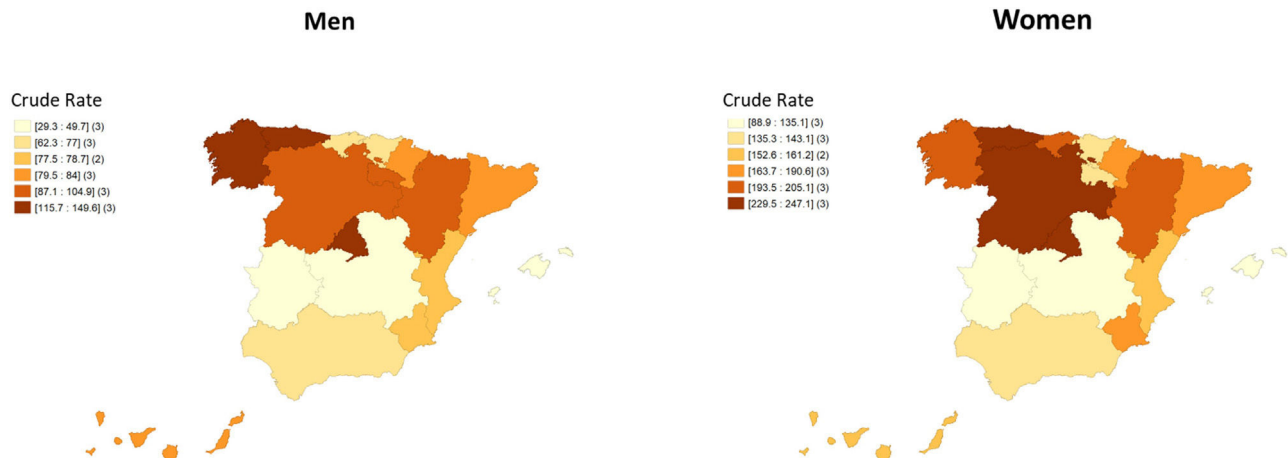 Men
Crude Rate
[29.3 : 49.7] (3)
[62.3 : 77] (3)
[77.5 : 78.7] (2)
[79.5 : 84] (3)
[87.1 : 104.9] (3)
[115.7 : 149.6] (3)
Women
Crude Rate
[88.9 : 135.1] (3)
[135.3 : 143.1] (3)
[152.6 : 161.2] (2)
[163.7 : 190.6] (3)
[193.5 : 205.1] (3)
[229.5 : 247.1] (3)